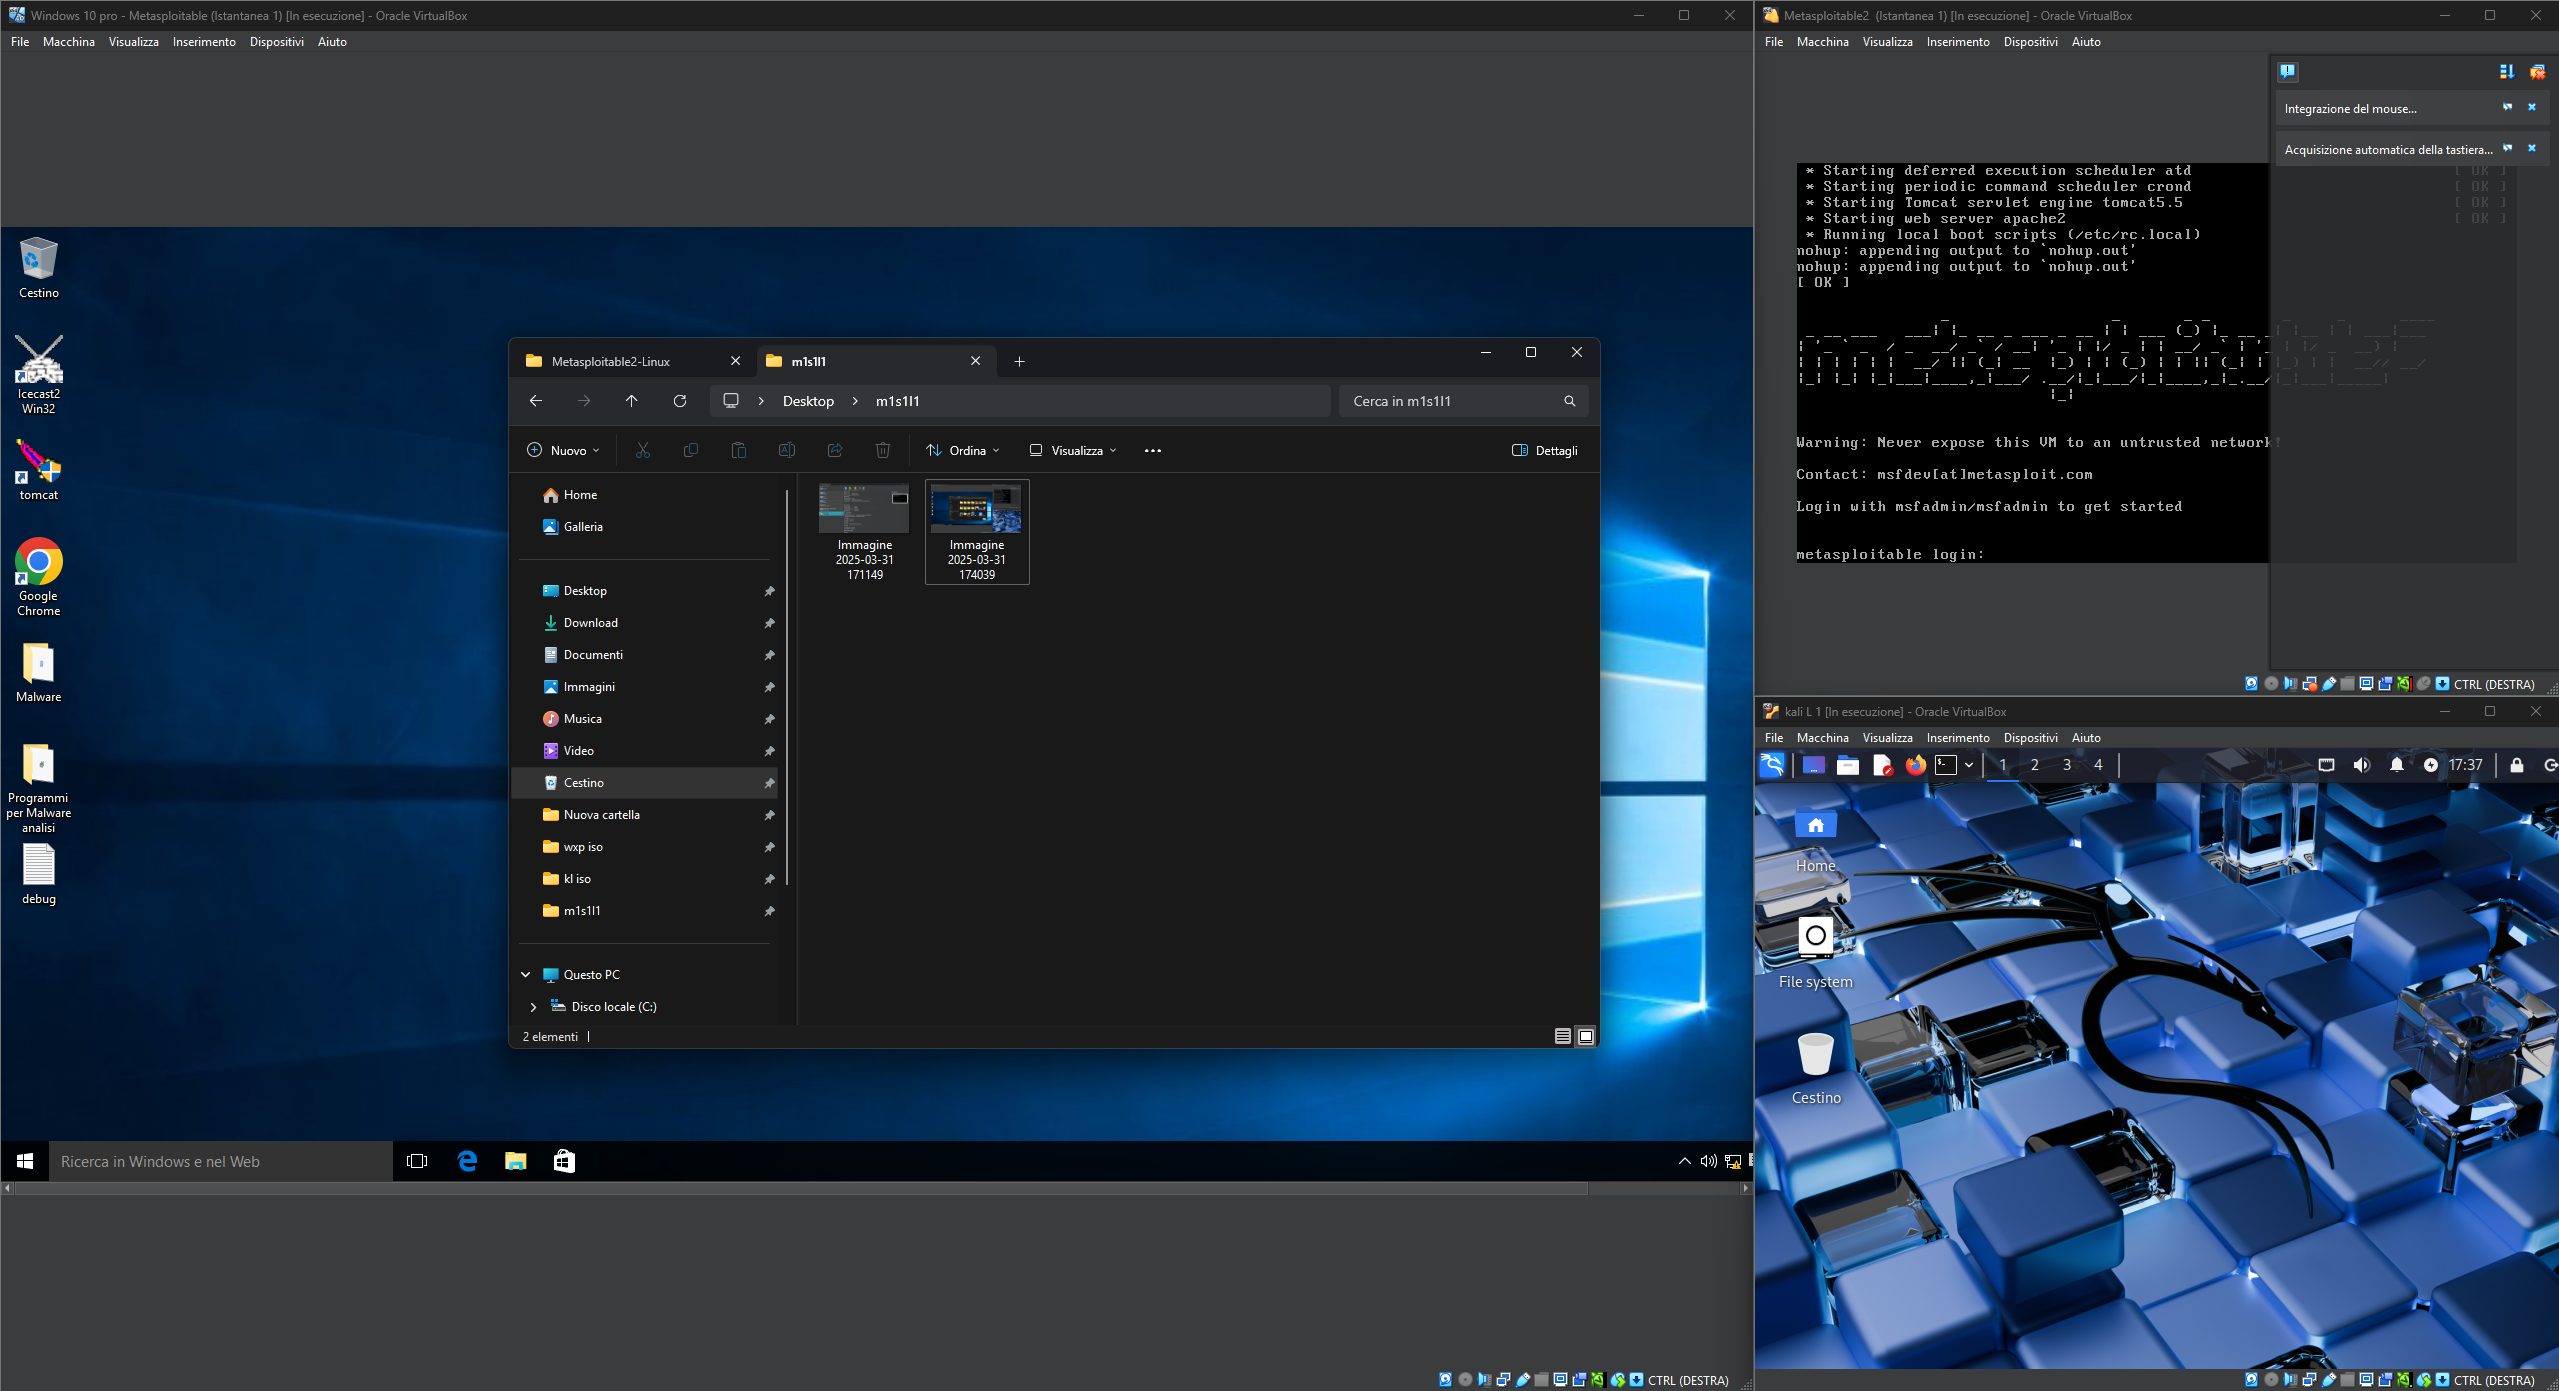 Windows 10 pro - Metasploitable (Istantanea 1) [In esecuzione] - Oracle VirtualBox
File Macchina Visualizza Inserimento Dispositivi Aiuto
Cestino
Icecast2
Win32
tomcat
Google
Chrome
Malware
Programmi
per Malware
analisi
debug
Metasploitable2-Linux
m1s1l1
Desktop
m1s1l1
Cerca in m1s1l1
Nuovo
Ordina
Visualizza
Dettagli
Home
Galleria
Desktop
Download
Documenti
Immagini
Musica
Video
Cestino
Nuova cartella
wxp iso
kl iso
m1s1l1
Questo PC
Disco locale (C:)
Immagine
2025-03-31
171149
Immagine
2025-03-31
174039
2 elementi
Ricerca in Windows e nel Web
CTRL (DESTRA)
Metasploitable2 (Istantanea 1) [In esecuzione] - Oracle VirtualBox
File Macchina Visualizza Inserimento Dispositivi Aiuto
Integrazione del mouse...
Acquisizione automatica della tastiera...
* Starting deferred execution scheduler atd [ OK ]
* Starting periodic command scheduler crond [ OK ]
* Starting Tomcat servlet engine tomcat5.5 [ OK ]
* Starting web server apache2 [ OK ]
* Running local boot scripts (/etc/rc.local)
nohup: appending output to `nohup.out'
nohup: appending output to `nohup.out'
[ OK ]
Warning: Never expose this VM to an untrusted network!
Contact: msfdev[at]metasploit.com
Login with msfadmin/msfadmin to get started
metasploitable login:
CTRL (DESTRA)
kali L 1 [In esecuzione] - Oracle VirtualBox
File Macchina Visualizza Inserimento Dispositivi Aiuto
1 2 3 4
17:37
Home
File system
Cestino
CTRL (DESTRA)